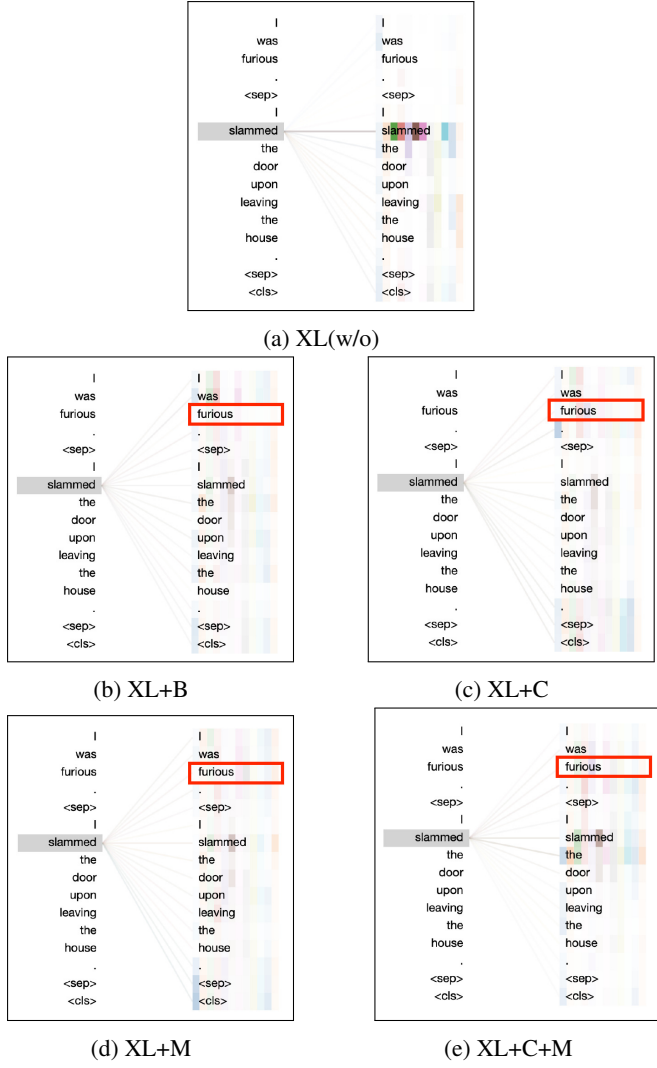 I I
was was
furious furious
. .
<sep> <sep>
I I
slammed slammed
the the
door door
upon upon
leaving leaving
the the
house house
. .
<sep> <sep>
<cls> <cls>
(a) XL(w/o)
I I
was was
furious furious
. .
<sep> <sep>
I I
slammed slammed
the the
door door
upon upon
leaving leaving
the the
house house
. .
<sep> <sep>
<cls> <cls>
(b) XL+B
I I
was was
furious furious
. .
<sep> <sep>
I I
slammed slammed
the the
door door
upon upon
leaving leaving
the the
house house
. .
<sep> <sep>
<cls> <cls>
(c) XL+C
I I
was was
furious furious
. .
<sep> <sep>
I I
slammed slammed
the the
door door
upon upon
leaving leaving
the the
house house
. .
<sep> <sep>
<cls> <cls>
(d) XL+M
I I
was was
furious furious
. .
<sep> <sep>
I I
slammed slammed
the the
door door
upon upon
leaving leaving
the the
house house
. .
<sep> <sep>
<cls> <cls>
(e) XL+C+M